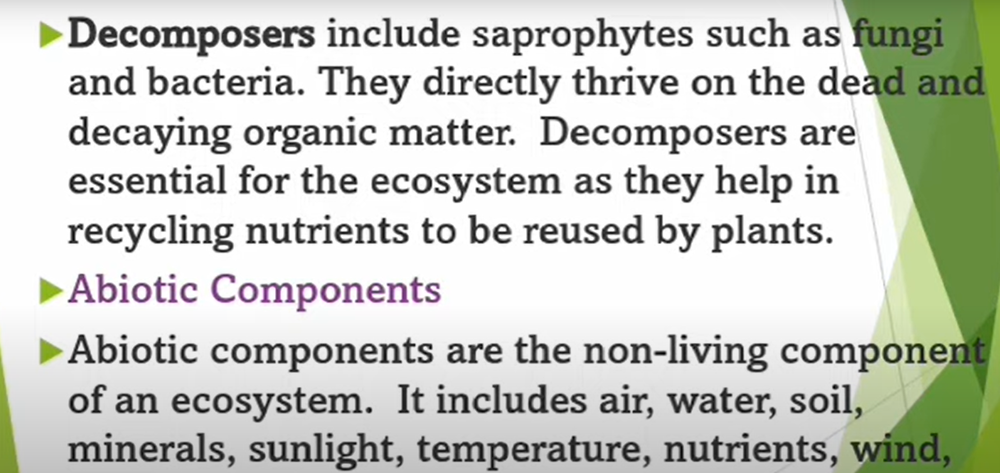 Decomposers include saprophytes such as fungi
and bacteria. They directly thrive on the dead and
decaying organic matter. Decomposers are
essential for the ecosystem as they help in
recycling nutrients to be reused by plants.
Abiotic Components
Abiotic components are the non-living component
of an ecosystem. It includes air, water, soil,
minerals, sunlight, temperature, nutrients, wind,